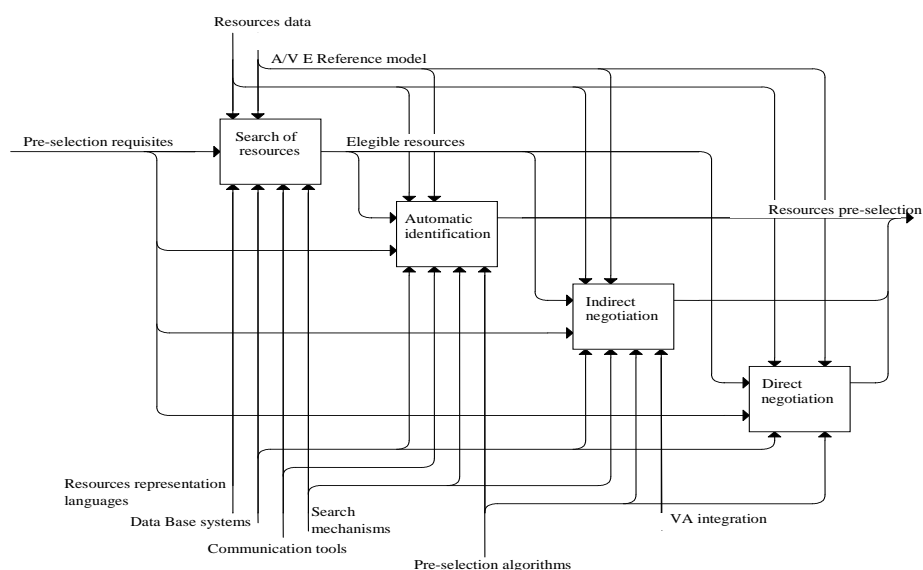 Resources data
A/V E Reference model
Pre-selection requisites
Search of
resources
Elegible resources
Automatic
identification
Resources pre-selection
Indirect
negotiation
Direct
negotiation
Resources representation
languages
Data Base systems
Search
mechanisms
Communication tools
VA integration
Pre-selection algorithms